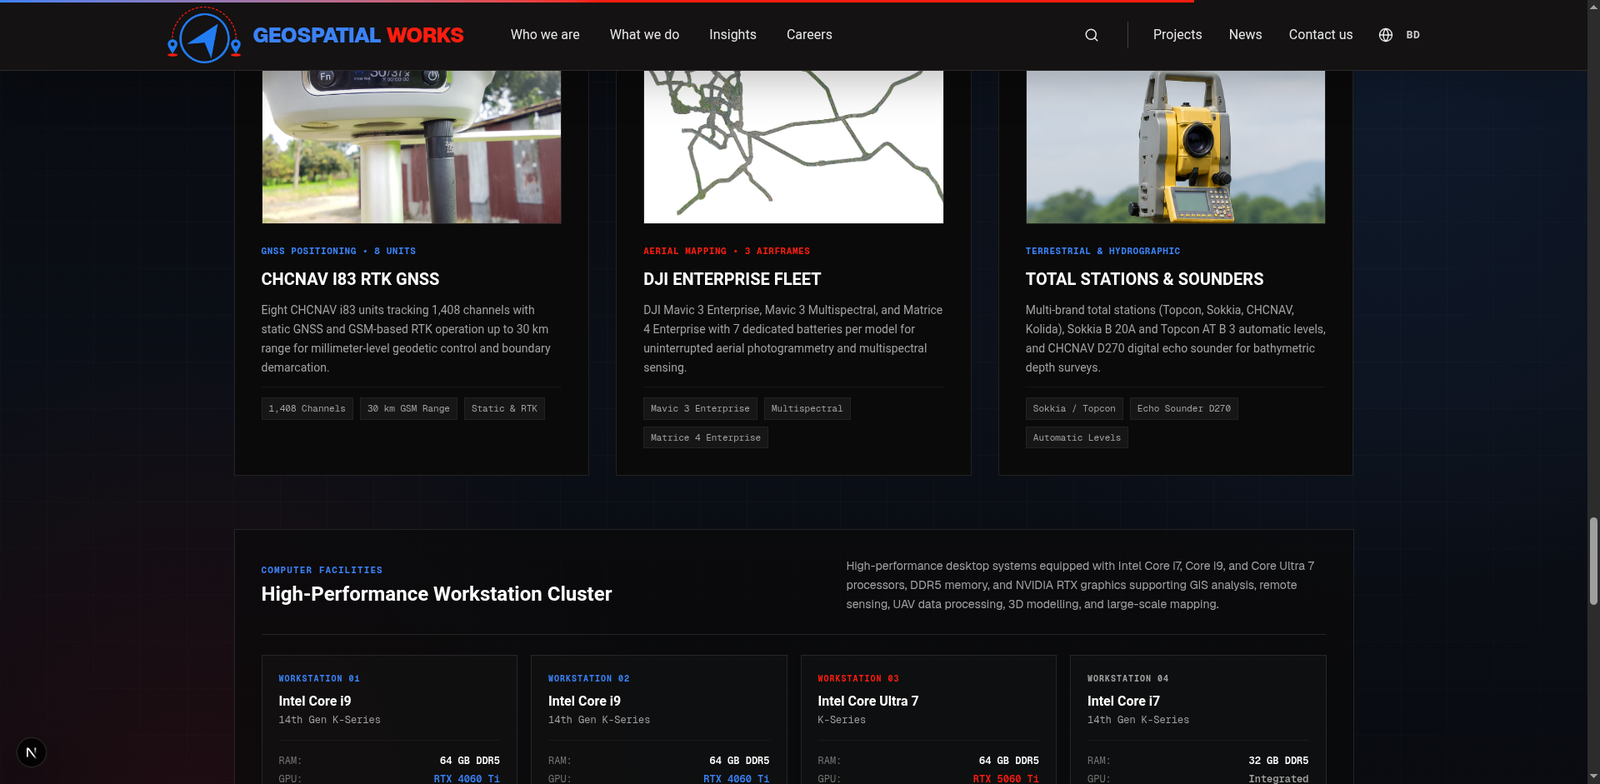 GEOSPATIAL WORKS
Who we are
What we do
Insights
Careers
Projects
News
Contact us
BD
Fn
GNSS POSITIONING • 8 UNITS
CHCNAV I83 RTK GNSS
Eight CHCNAV i83 units tracking 1,408 channels with
static GNSS and GSM-based RTK operation up to 30 km
range for millimeter-level geodetic control and boundary
demarcation.
1,408 Channels
30 km GSM Range
Static & RTK
AERIAL MAPPING • 3 AIRFRAMES
DJI ENTERPRISE FLEET
DJI Mavic 3 Enterprise, Mavic 3 Multispectral, and Matrice
4 Enterprise with 7 dedicated batteries per model for
uninterrupted aerial photogrammetry and multispectral
sensing.
Mavic 3 Enterprise
Multispectral
Matrice 4 Enterprise
TERRESTRIAL & HYDROGRAPHIC
TOTAL STATIONS & SOUNDERS
Multi-brand total stations (Topcon, Sokkia, CHCNAV,
Kolida), Sokkia B 20A and Topcon AT B 3 automatic levels,
and CHCNAV D270 digital echo sounder for bathymetric
depth surveys.
Sokkia / Topcon
Echo Sounder D270
Automatic Levels
COMPUTER FACILITIES
High-Performance Workstation Cluster
High-performance desktop systems equipped with Intel Core i7, Core i9, and Core Ultra 7
processors, DDR5 memory, and NVIDIA RTX graphics supporting GIS analysis, remote
sensing, UAV data processing, 3D modelling, and large-scale mapping.
WORKSTATION 01
Intel Core i9
14th Gen K-Series
RAM: 64 GB DDR5
GPU: RTX 4060 Ti
WORKSTATION 02
Intel Core i9
14th Gen K-Series
RAM: 64 GB DDR5
GPU: RTX 4060 Ti
WORKSTATION 03
Intel Core Ultra 7
K-Series
RAM: 64 GB DDR5
GPU: RTX 5060 Ti
WORKSTATION 04
Intel Core i7
14th Gen K-Series
RAM: 32 GB DDR5
GPU: Integrated
N